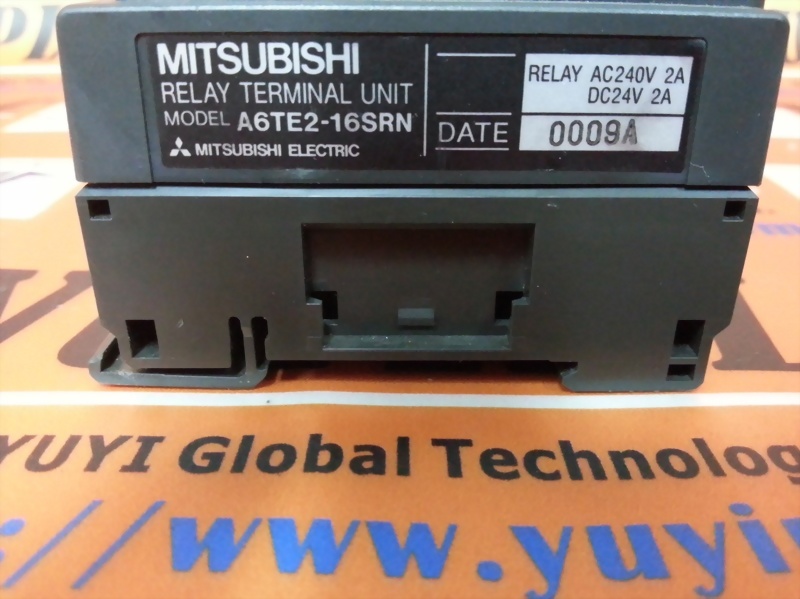 MITSUBISHI
RELAY TERMINAL UNIT
MODEL A6TE2-16SRN
MITSUBISHI ELECTRIC
RELAY AC240V 2A
DC24V 2A
DATE 0009A
YUYI Global Technolog
://www.yuyi